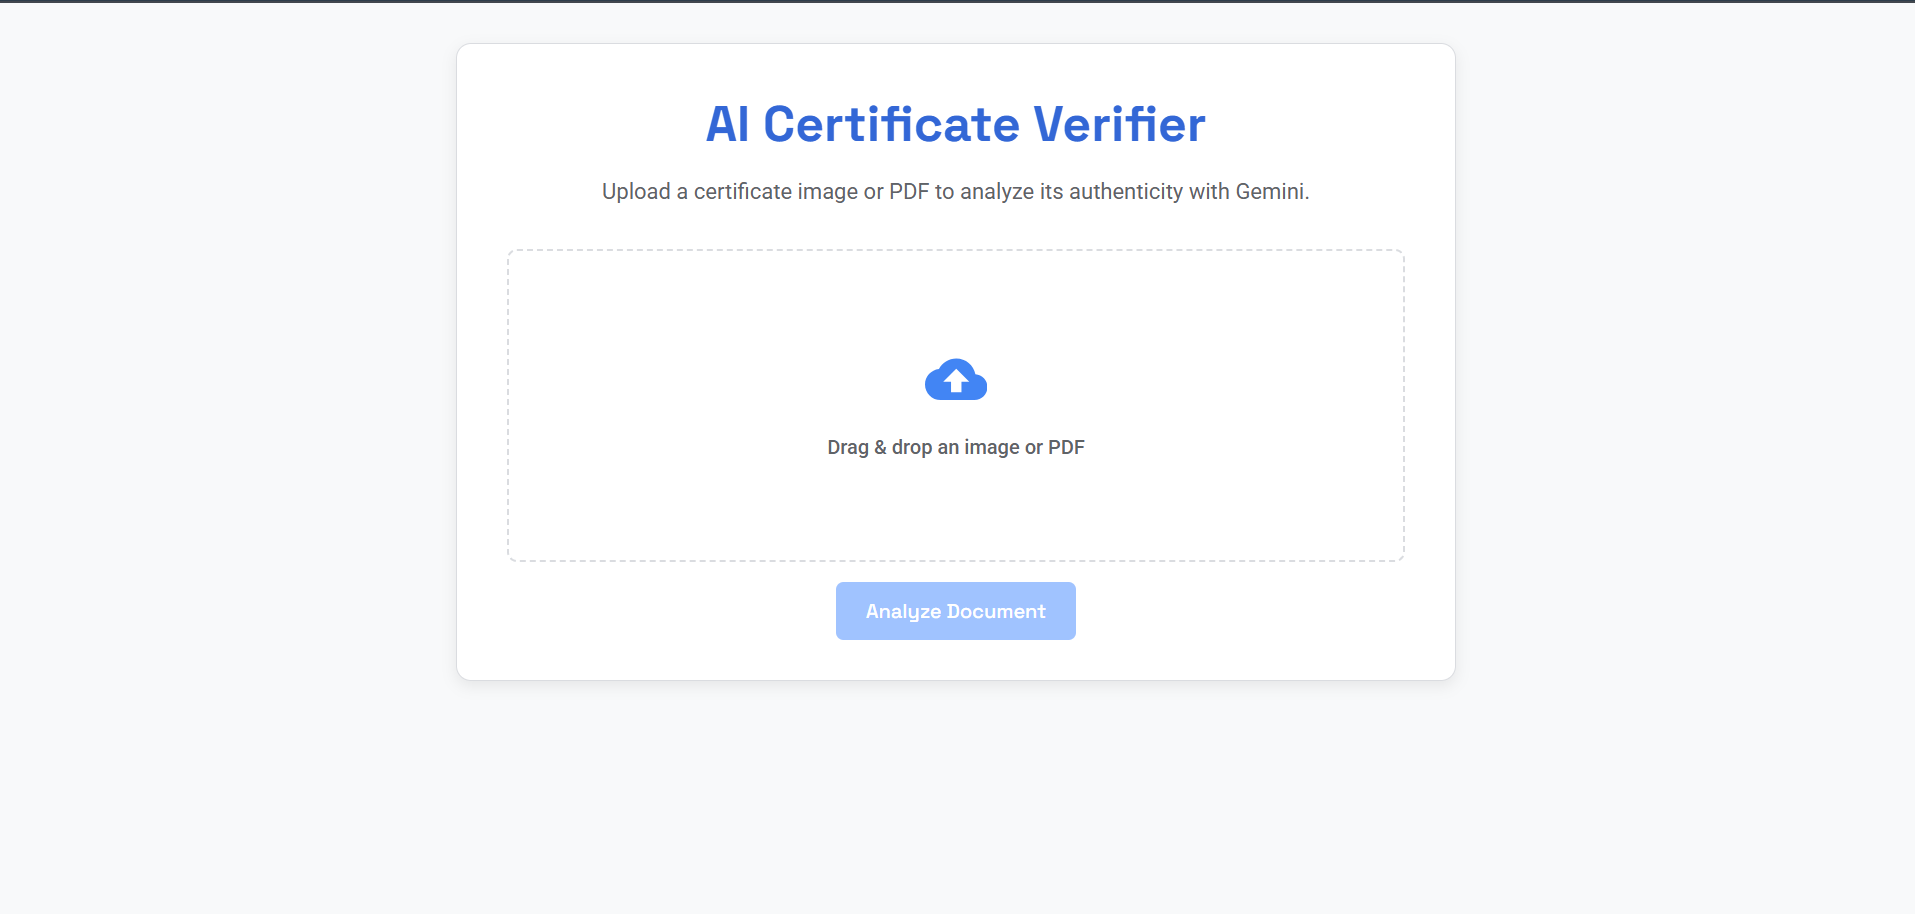 AI Certificate Verifier
Upload a certificate image or PDF to analyze its authenticity with Gemini.
Drag & drop an image or PDF
Analyze Document